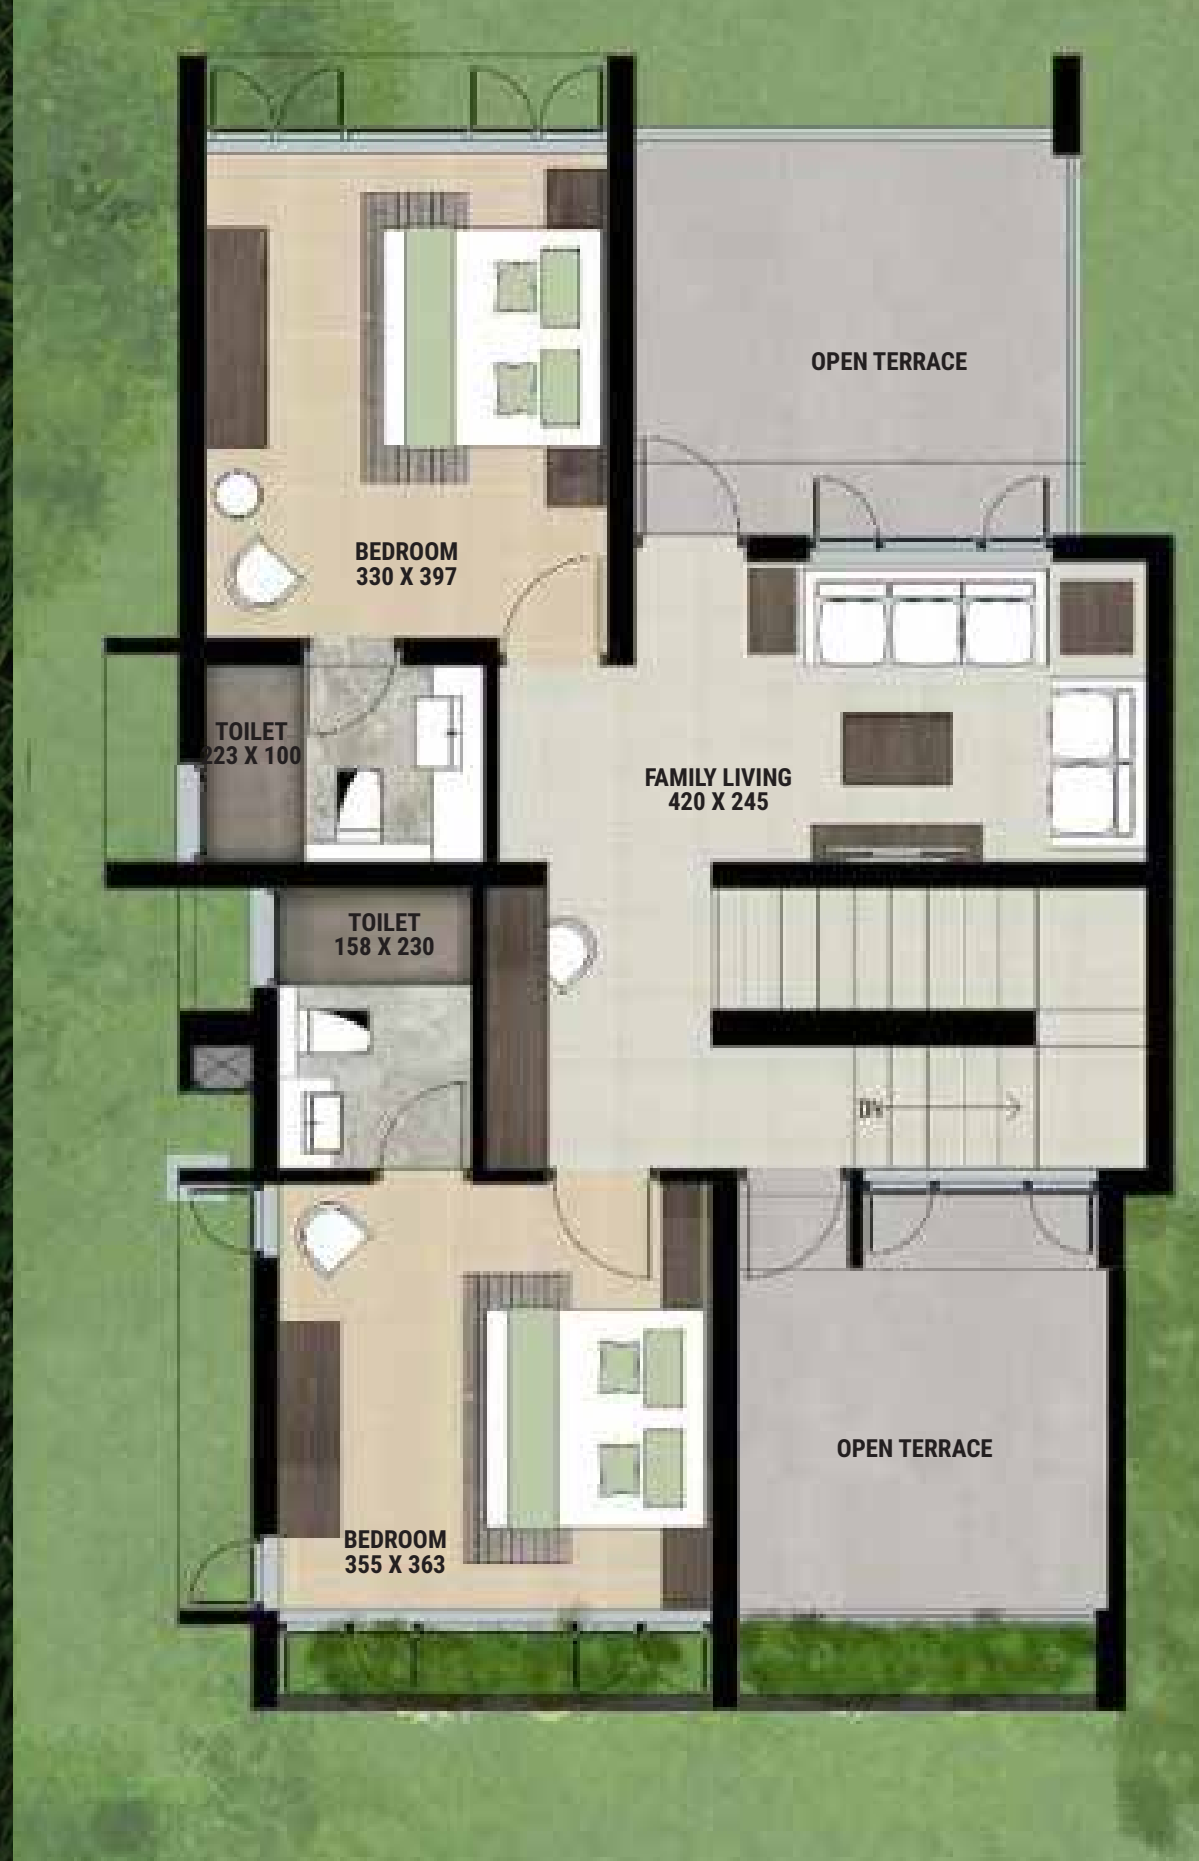 OPEN TERRACE
BEDROOM
330 X 397
TOILET
223 X 100
FAMILY LIVING
420 X 245
TOILET
158 X 230
DN
OPEN TERRACE
BEDROOM
355 X 363